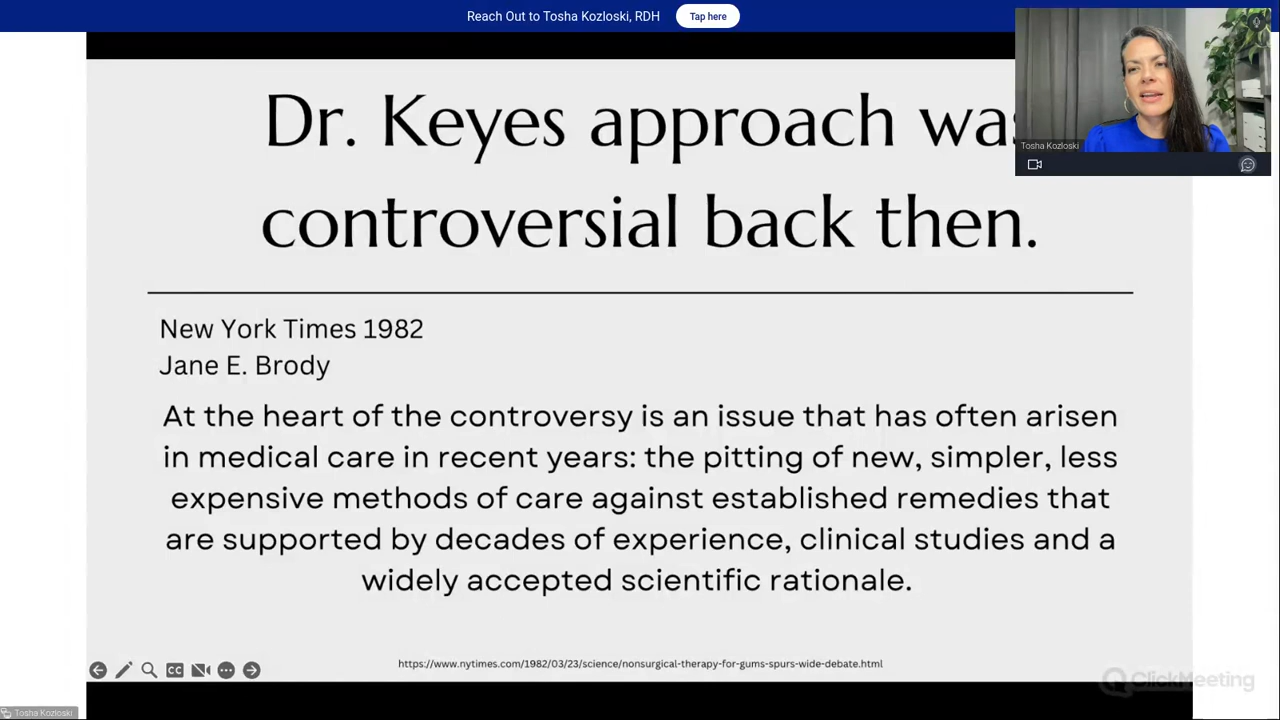 Reach Out to Tosha Kozloski, RDH
Tap here
Dr. Keyes approach was
controversial back then.
Tosha Kozloski
New York Times 1982
Jane E. Brody
At the heart of the controversy is an issue that has often arisen
in medical care in recent years: the pitting of new, simpler, less
expensive methods of care against established remedies that
are supported by decades of experience, clinical studies and a
widely accepted scientific rationale.
https://www.nytimes.com/1982/03/23/science/nonsurgical-therapy-for-gums-spurs-wide-debate.html
CC
ClickMeeting
Tosha Kozloski